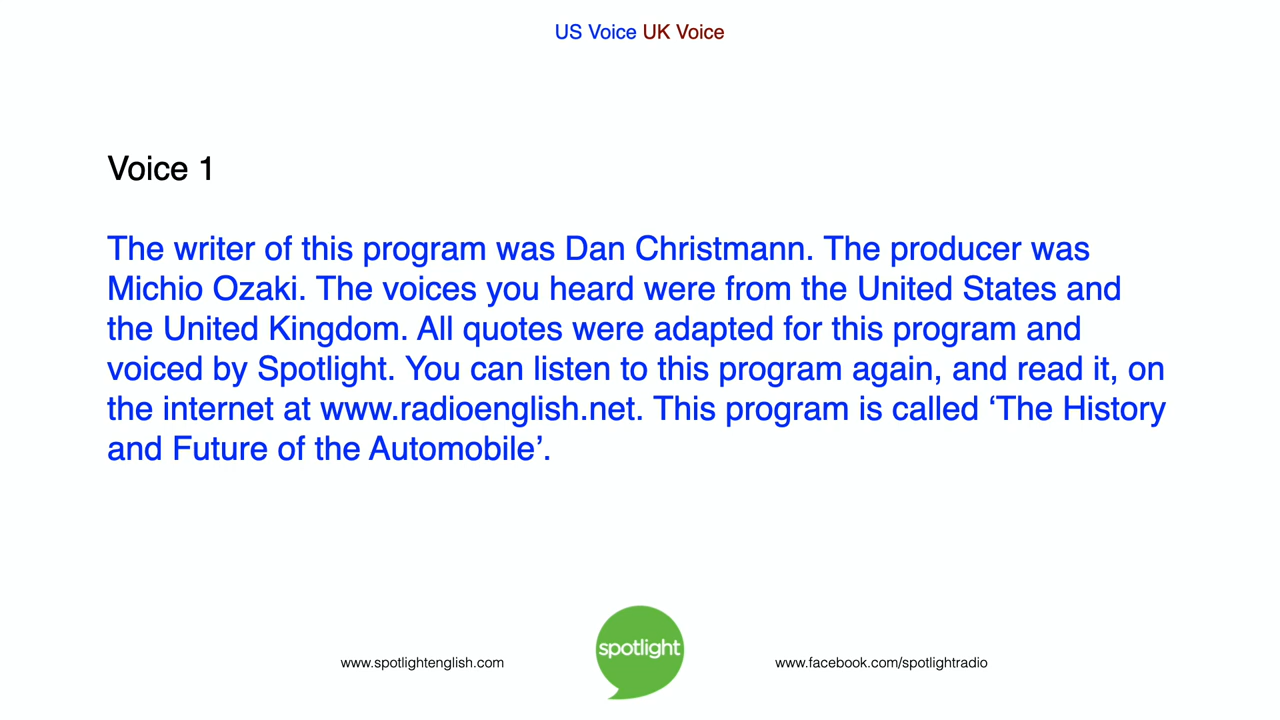 US Voice UK Voice
Voice 1
The writer of this program was Dan Christmann. The producer was
Michio Ozaki. The voices you heard were from the United States and
the United Kingdom. All quotes were adapted for this program and
voiced by Spotlight. You can listen to this program again, and read it, on
the internet at www.radioenglish.net. This program is called ‘The History
and Future of the Automobile’.
spotlight
www.spotlightenglish.com
www.facebook.com/spotlightradio